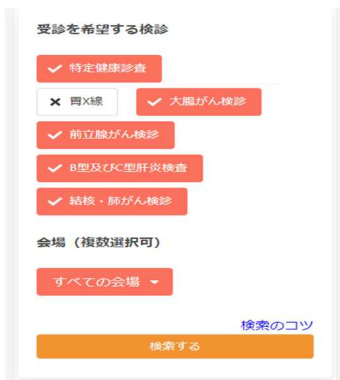 受診を希望する検診
✓ 特定健康診査
✕ 胃X線 ✓ 大腸がん検診
✓ 前立腺がん検診
✓ B型及びC型肝炎検査
✓ 結核・肺がん検診
会場（複数選択可）
すべての会場
検索のコツ
検索する